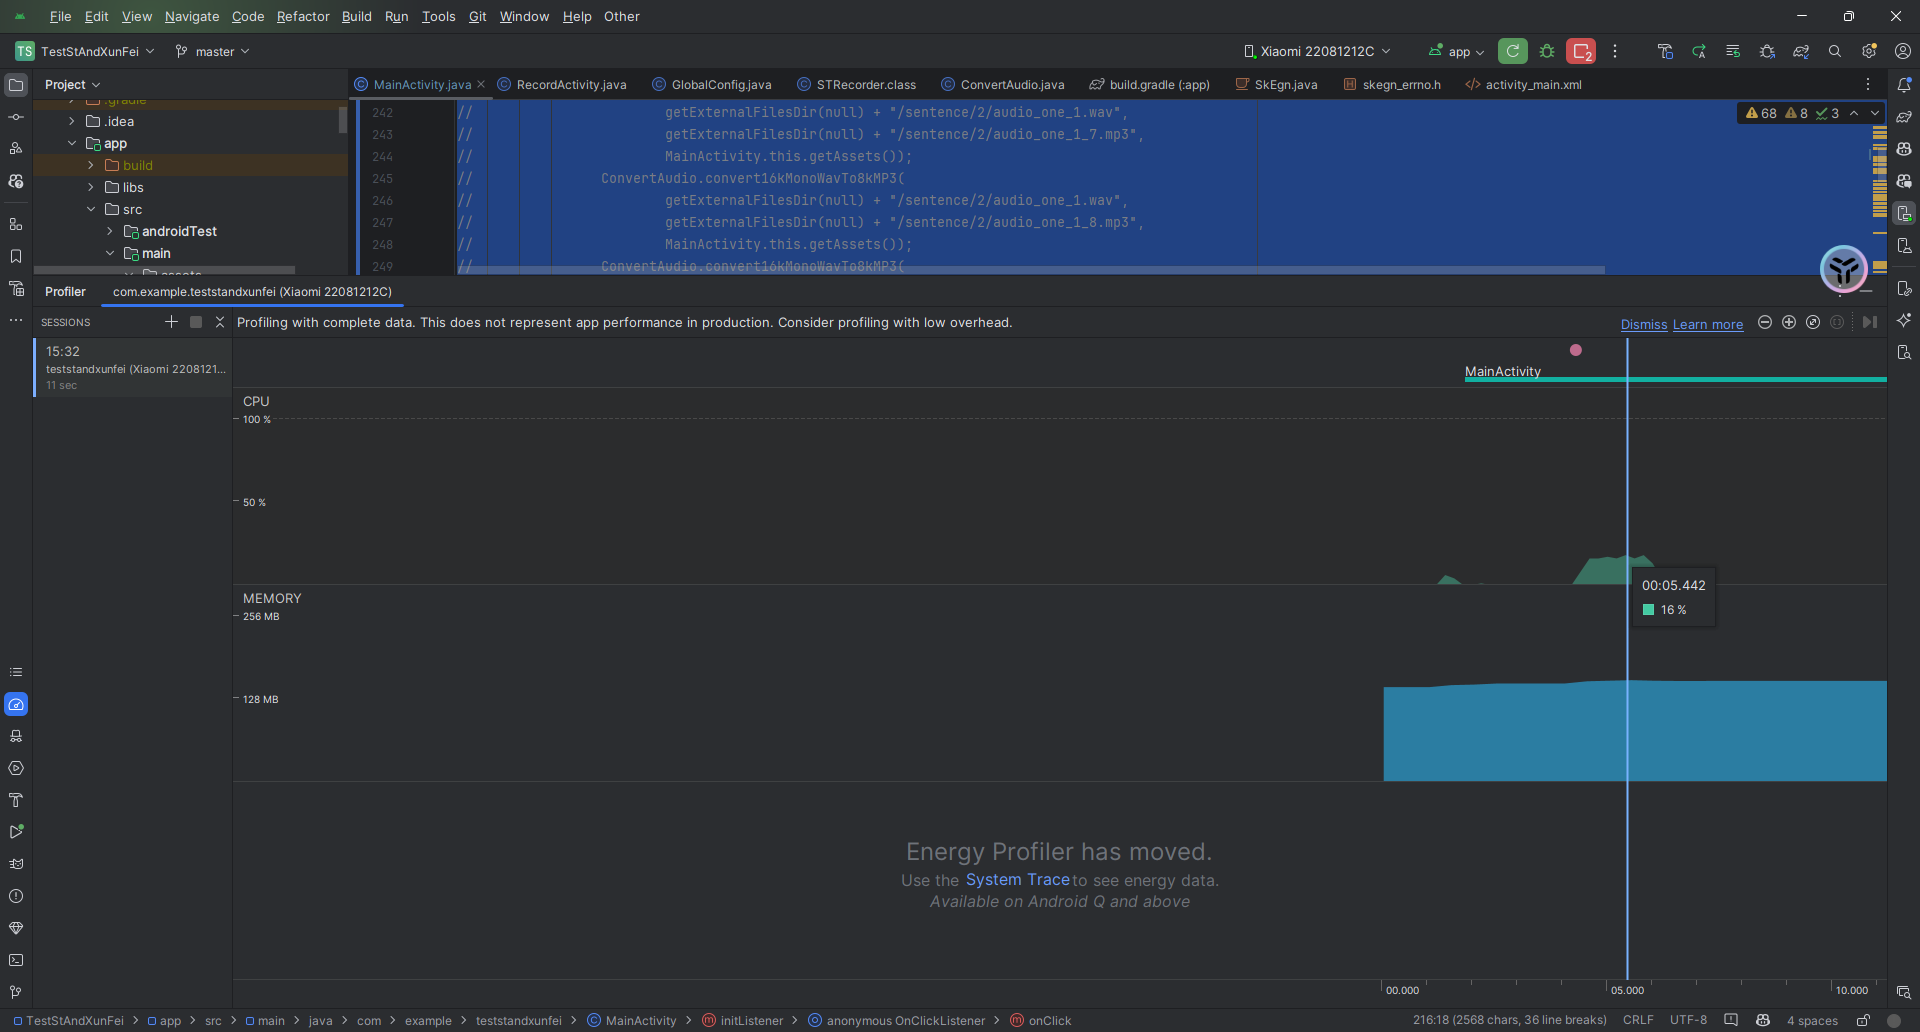 File Edit View Navigate Code Refactor Build Run Tools Git Window Help Other
TS TestStAndXunFei master Xiaomi 22081212C app 2
Project MainActivity.java RecordActivity.java GlobalConfig.java STRecorder.class ConvertAudio.java build.gradle (:app) SkEgn.java skegn_errno.h activity_main.xml
.gradle
.idea
app
build
libs
src
androidTest
main
assets
242 // getExternalFilesDir(null) + "/sentence/2/audio_one_1.wav",
243 // getExternalFilesDir(null) + "/sentence/2/audio_one_1_7.mp3",
244 // MainActivity.this.getAssets());
245 // ConvertAudio.convert16kMonoWavTo8kMP3(
246 // getExternalFilesDir(null) + "/sentence/2/audio_one_1.wav",
247 // getExternalFilesDir(null) + "/sentence/2/audio_one_1_8.mp3",
248 // MainActivity.this.getAssets());
249 // ConvertAudio.convert16kMonoWavTo8kMP3(
68 8 3
Profiler com.example.teststandxunfei (Xiaomi 22081212C)
SESSIONS
Profiling with complete data. This does not represent app performance in production. Consider profiling with low overhead. Dismiss Learn more
15:32
teststandxunfei (Xiaomi 2208121...
11 sec
MainActivity
CPU
100 %
50 %
00:05.442
16 %
MEMORY
256 MB
128 MB
Energy Profiler has moved.
Use the System Trace to see energy data.
Available on Android Q and above
00.000 05.000 10.000
TestStAndXunFei app src main java com example teststandxunfei MainActivity initListener anonymous OnClickListener onClick 216:18 (2568 chars, 36 line breaks) CRLF UTF-8 4 spaces